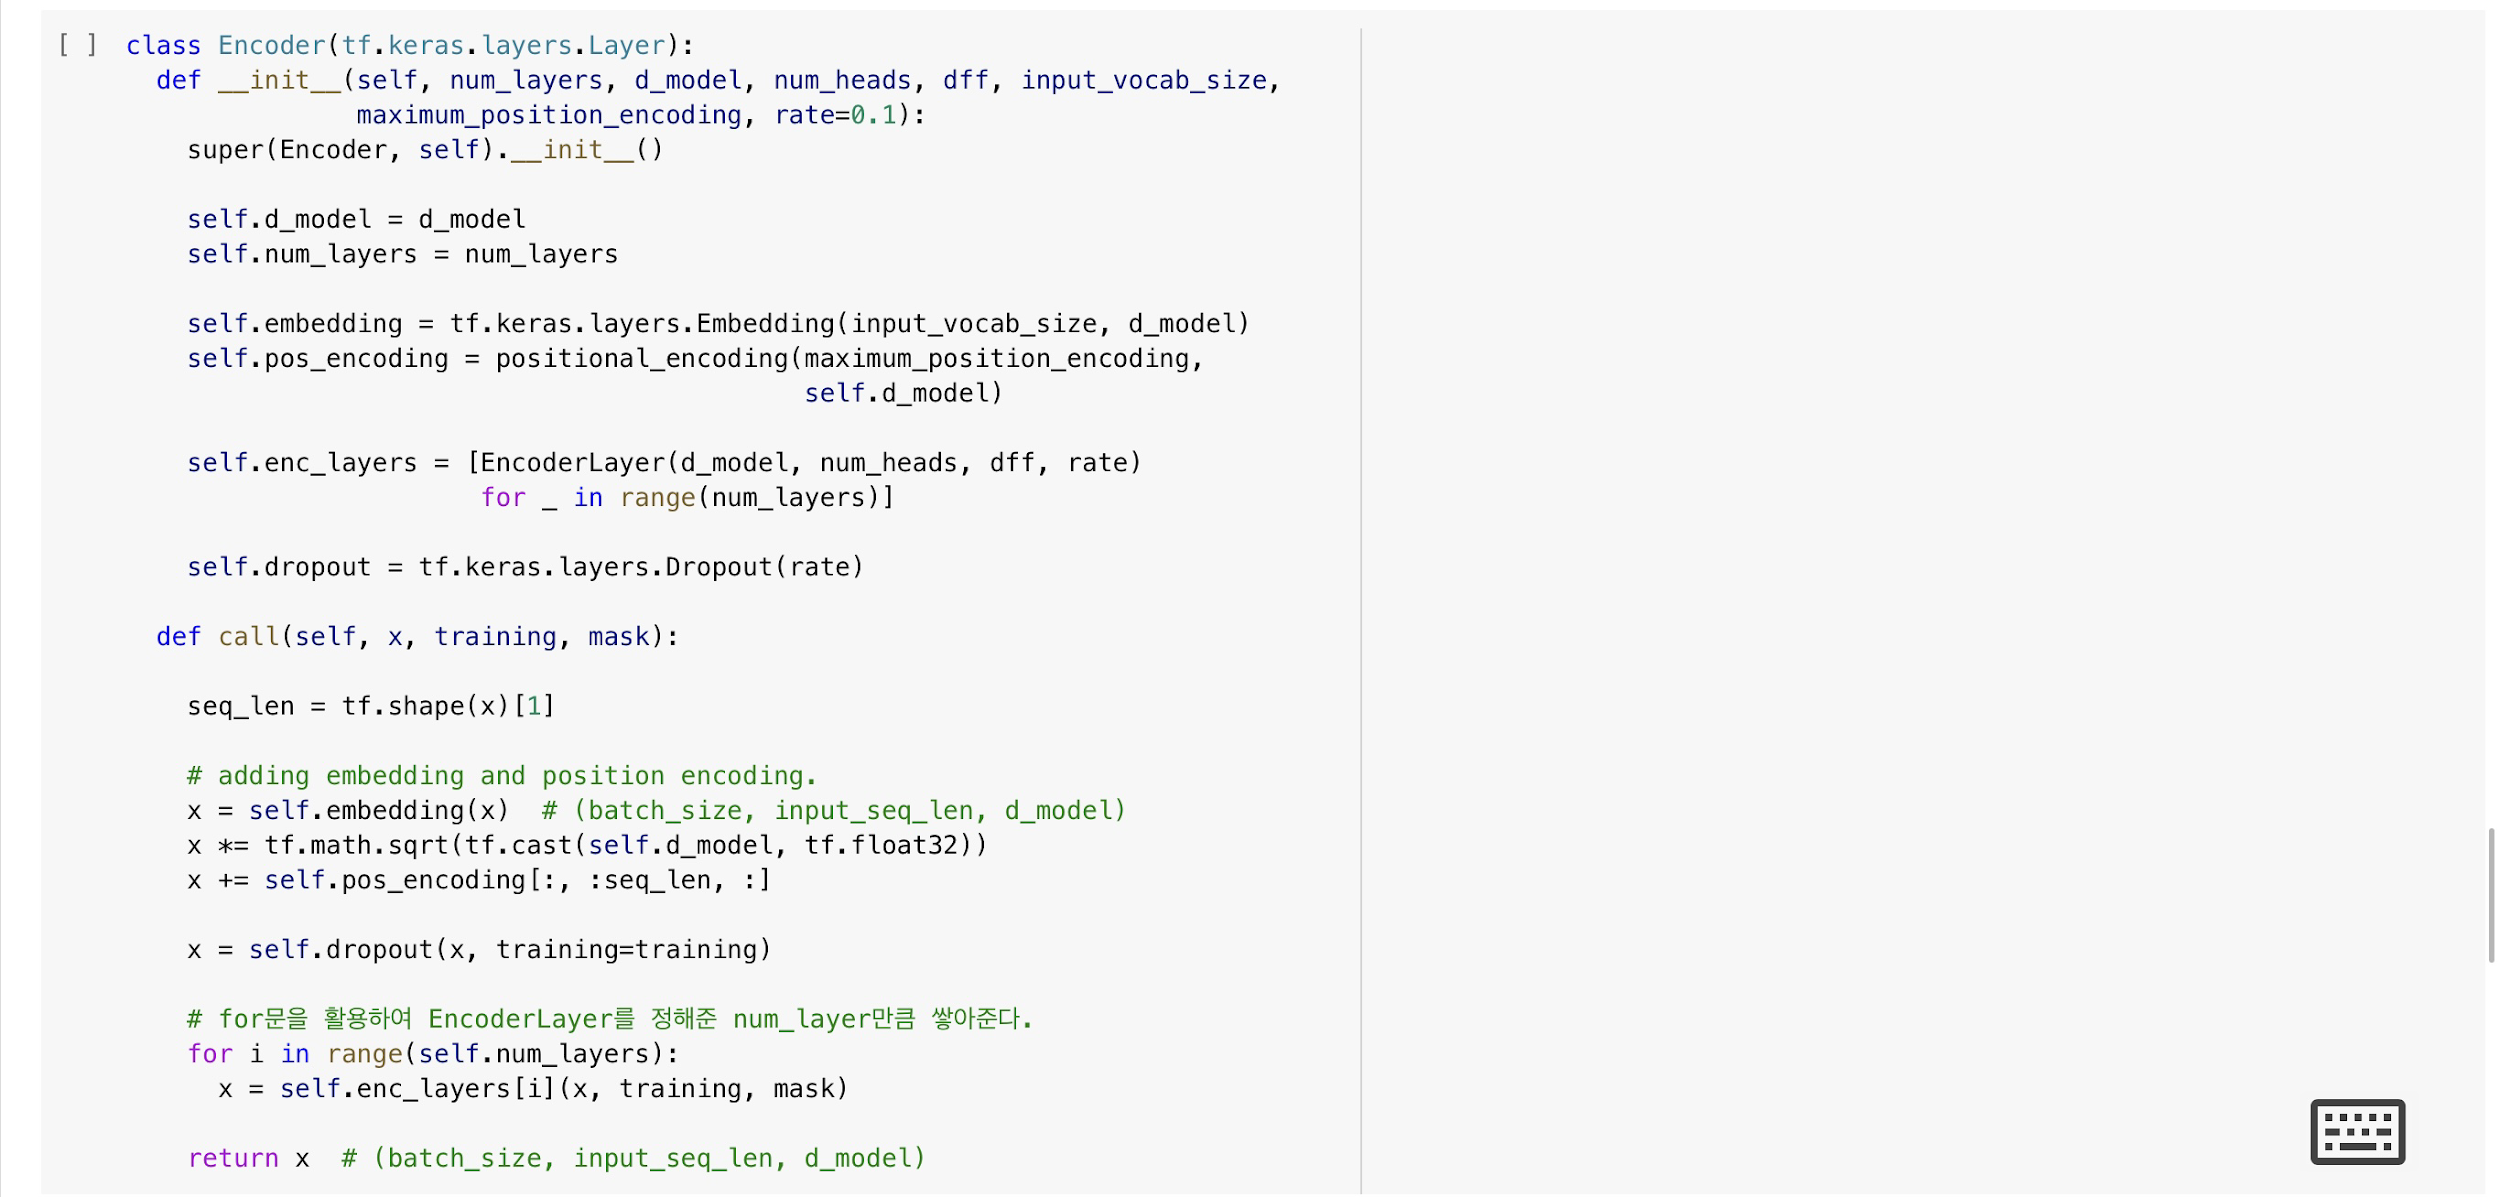 [ ] class Encoder(tf.keras.layers.Layer):
def __init__(self, num_layers, d_model, num_heads, dff, input_vocab_size,
maximum_position_encoding, rate=0.1):
super(Encoder, self).__init__()
self.d_model = d_model
self.num_layers = num_layers
self.embedding = tf.keras.layers.Embedding(input_vocab_size, d_model)
self.pos_encoding = positional_encoding(maximum_position_encoding,
self.d_model)
self.enc_layers = [EncoderLayer(d_model, num_heads, dff, rate)
for _ in range(num_layers)]
self.dropout = tf.keras.layers.Dropout(rate)
def call(self, x, training, mask):
seq_len = tf.shape(x)[1]
# adding embedding and position encoding.
x = self.embedding(x)  # (batch_size, input_seq_len, d_model)
x *= tf.math.sqrt(tf.cast(self.d_model, tf.float32))
x += self.pos_encoding[:, :seq_len, :]
x = self.dropout(x, training=training)
# for문을 활용하여 EncoderLayer를 정해준 num_layer만큼 쌓아준다.
for i in range(self.num_layers):
x = self.enc_layers[i](x, training, mask)
return x  # (batch_size, input_seq_len, d_model)